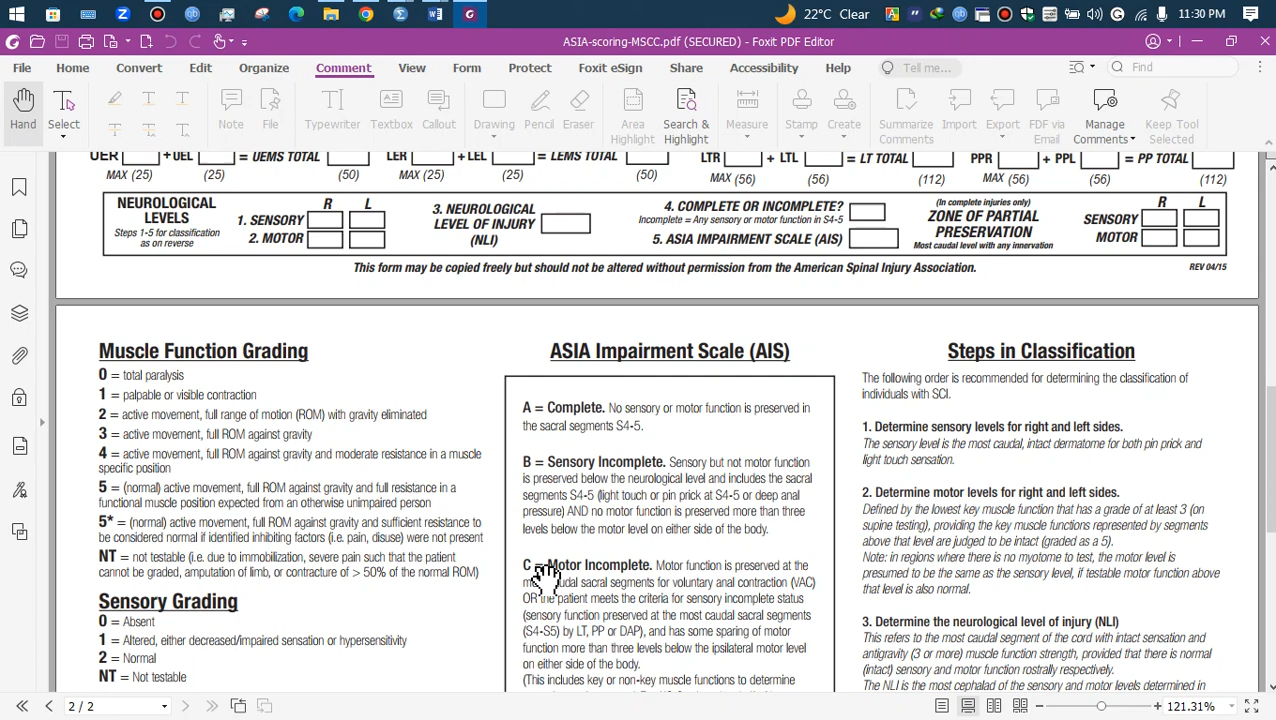 22°C Clear
11:30 PM
ASIA-scoring-MSCC.pdf (SECURED) - Foxit PDF Editor
File Home Convert Edit Organize Comment View Form Protect Foxit eSign Share Accessibility Help Tell me... Find
Hand Select Note File Typewriter Textbox Callout Drawing Pencil Eraser Area Highlight Search & Highlight Measure Stamp Create Summarize Comments Import Export FDF via Email Manage Comments Keep Tool Selected
UER + UEL = UEMS TOTAL LER + LEL = LEMS TOTAL LTR + LTL = LT TOTAL PPR + PPL = PP TOTAL
MAX (25) (25) (50) MAX (25) (25) (50) MAX (56) (56) (112) MAX (56) (56) (112)
NEUROLOGICAL LEVELS
Steps 1-5 for classification as on reverse
R L
1. SENSORY
2. MOTOR
3. NEUROLOGICAL LEVEL OF INJURY (NLI)
4. COMPLETE OR INCOMPLETE?
Incomplete = Any sensory or motor function in S4-5
5. ASIA IMPAIRMENT SCALE (AIS)
(In complete injuries only)
ZONE OF PARTIAL PRESERVATION
Most caudal level with any innervation
R L
SENSORY
MOTOR
This form may be copied freely but should not be altered without permission from the American Spinal Injury Association.
REV 04/15
Muscle Function Grading
0 = total paralysis
1 = palpable or visible contraction
2 = active movement, full range of motion (ROM) with gravity eliminated
3 = active movement, full ROM against gravity
4 = active movement, full ROM against gravity and moderate resistance in a muscle
specific position
5 = (normal) active movement, full ROM against gravity and full resistance in a
functional muscle position expected from an otherwise unimpaired person
5* = (normal) active movement, full ROM against gravity and sufficient resistance to
be considered normal if identified inhibiting factors (i.e. pain, disuse) were not present
NT = not testable (i.e. due to immobilization, severe pain such that the patient
cannot be graded, amputation of limb, or contracture of > 50% of the normal ROM)
Sensory Grading
0 = Absent
1 = Altered, either decreased/impaired sensation or hypersensitivity
2 = Normal
NT = Not testable
ASIA Impairment Scale (AIS)
A = Complete. No sensory or motor function is preserved in
the sacral segments S4-5.
B = Sensory Incomplete. Sensory but not motor function
is preserved below the neurological level and includes the sacral
segments S4-5 (light touch or pin prick at S4-5 or deep anal
pressure) AND no motor function is preserved more than three
levels below the motor level on either side of the body.
C = Motor Incomplete. Motor function is preserved at the
caudal sacral segments for voluntary anal contraction (VAC)
OR the patient meets the criteria for sensory incomplete status
(sensory function preserved at the most caudal sacral segments
(S4-S5) by LT, PP or DAP), and has some sparing of motor
function more than three levels below the ipsilateral motor level
on either side of the body.
(This includes key or non-key muscle functions to determine
Steps in Classification
The following order is recommended for determining the classification of
individuals with SCI.
1. Determine sensory levels for right and left sides.
The sensory level is the most caudal, intact dermatome for both pin prick and
light touch sensation.
2. Determine motor levels for right and left sides.
Defined by the lowest key muscle function that has a grade of at least 3 (on
supine testing), providing the key muscle functions represented by segments
above that level are judged to be intact (graded as a 5).
Note: in regions where there is no myotome to test, the motor level is
presumed to be the same as the sensory level, if testable motor function above
that level is also normal.
3. Determine the neurological level of injury (NLI)
This refers to the most caudal segment of the cord with intact sensation and
antigravity (3 or more) muscle function strength, provided that there is normal
(intact) sensory and motor function rostrally respectively.
The NLI is the most cephalad of the sensory and motor levels determined in
2 / 2
121.31%